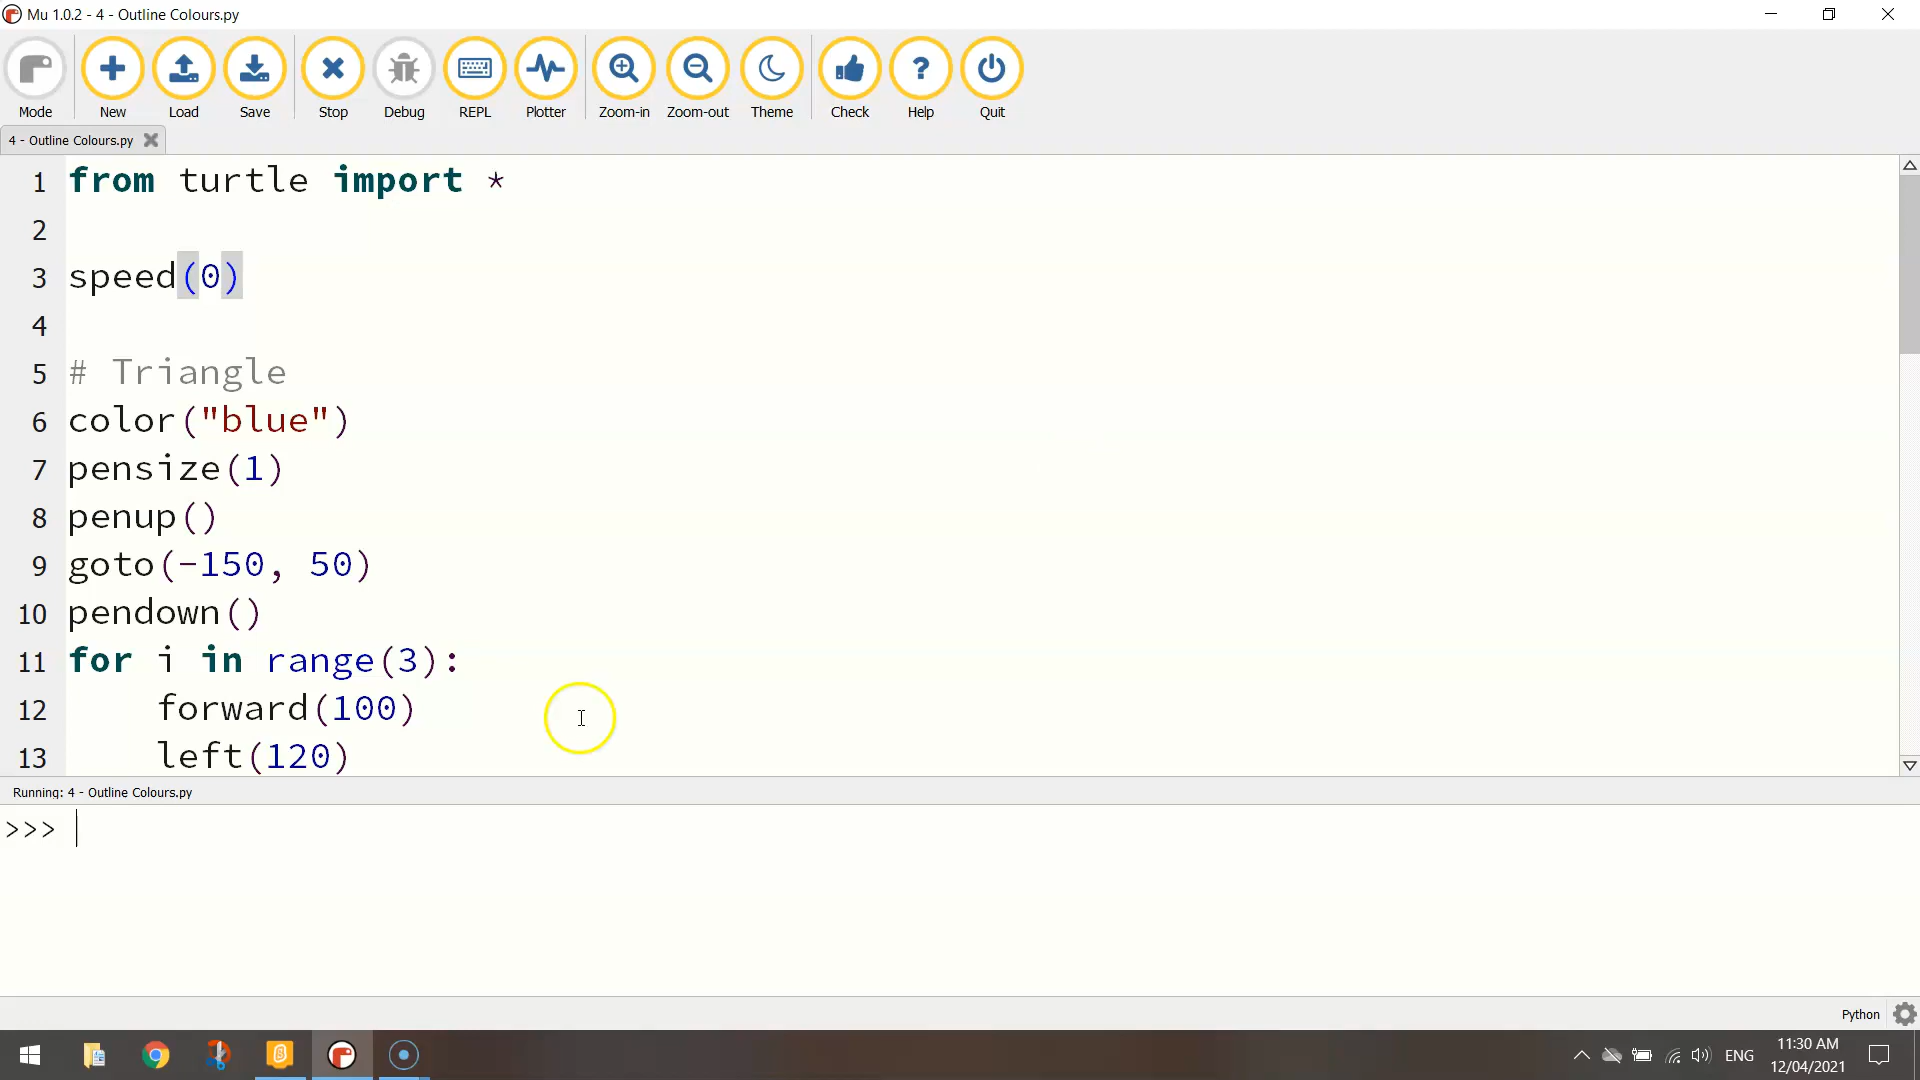 Mu 1.0.2 - 4 - Outline Colours.py
Mode New Load Save Stop Debug REPL Plotter Zoom-in Zoom-out Theme Check Help Quit
4 - Outline Colours.py
1 from turtle import *
2
3 speed(0)
4
5 # Triangle
6 color("blue")
7 pensize(1)
8 penup()
9 goto(-150, 50)
10 pendown()
11 for i in range(3):
12 forward(100)
13 left(120)
Running: 4 - Outline Colours.py
>>>
Python
ENG
11:30 AM
12/04/2021